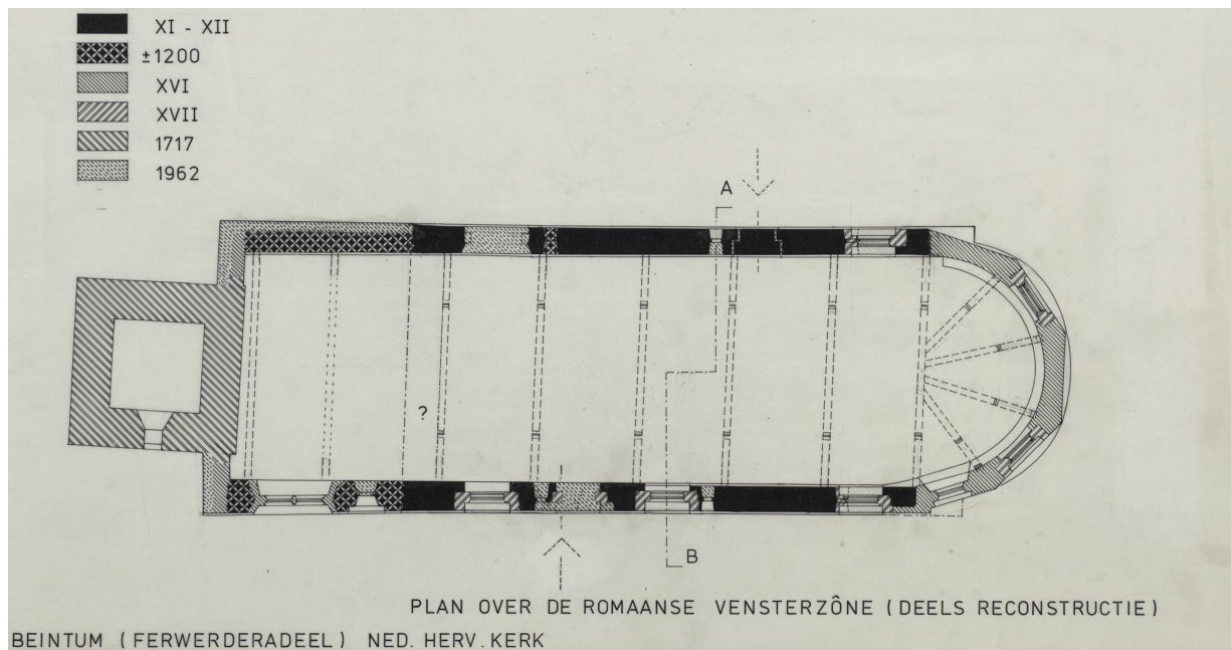 XI - XII
±1200
XVI
XVII
1717
1962
A
?
B
PLAN OVER DE ROMAANSE VENSTERZÔNE (DEELS RECONSTRUCTIE)
BEINTUM (FERWERDERADEEL) NED. HERV. KERK